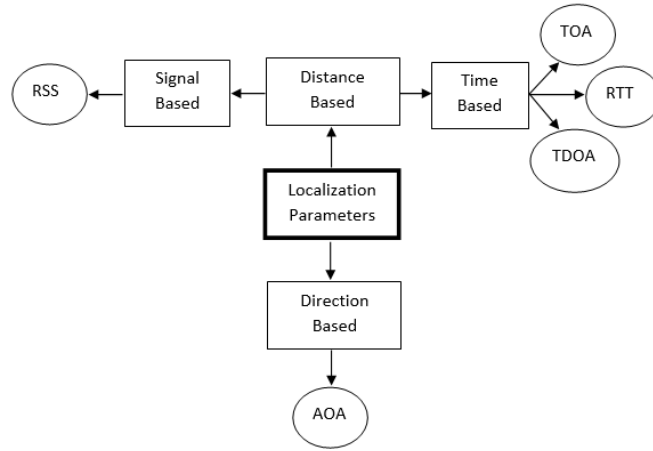 TOA
RSS
Signal
Based
Distance
Based
Time
Based
RTT
TDOA
Localization
Parameters
Direction
Based
AOA